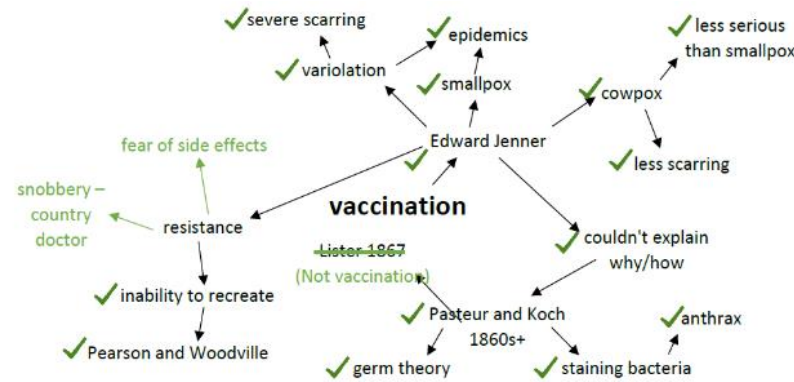 severe scarring
epidemics
less serious
than smallpox
variolation
smallpox
cowpox
Edward Jenner
fear of side effects
less scarring
snobbery –
country
doctor
vaccination
resistance
couldn't explain
why/how
Lister 1867
(Not vaccination)
inability to recreate
Pasteur and Koch
1860s+
anthrax
Pearson and Woodville
germ theory
staining bacteria